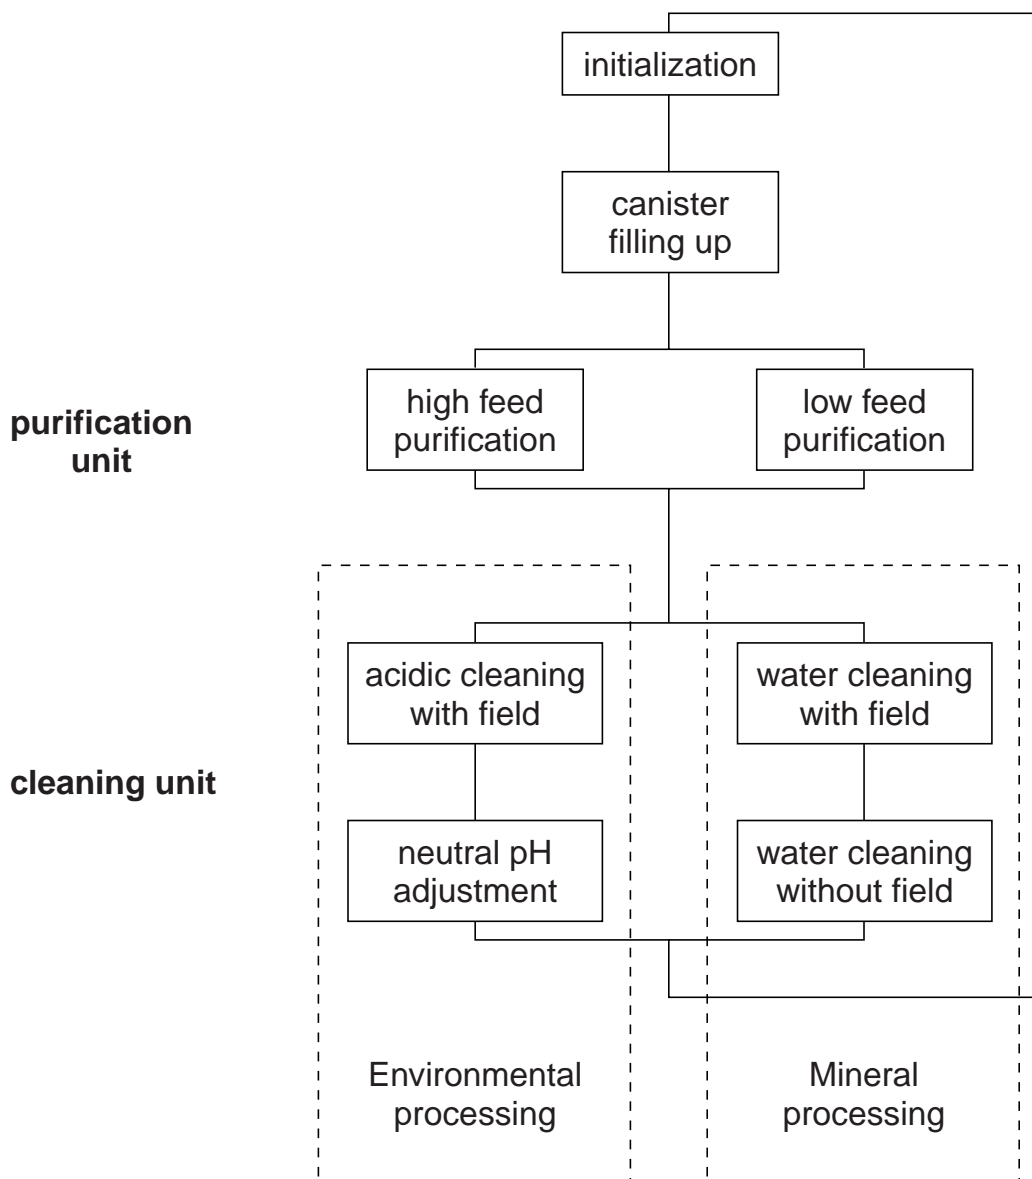 initialization
canister
filling up
purification
unit
high feed
purification
low feed
purification
cleaning unit
acidic cleaning
with field
water cleaning
with field
neutral pH
adjustment
water cleaning
without field
Environmental
processing
Mineral
processing